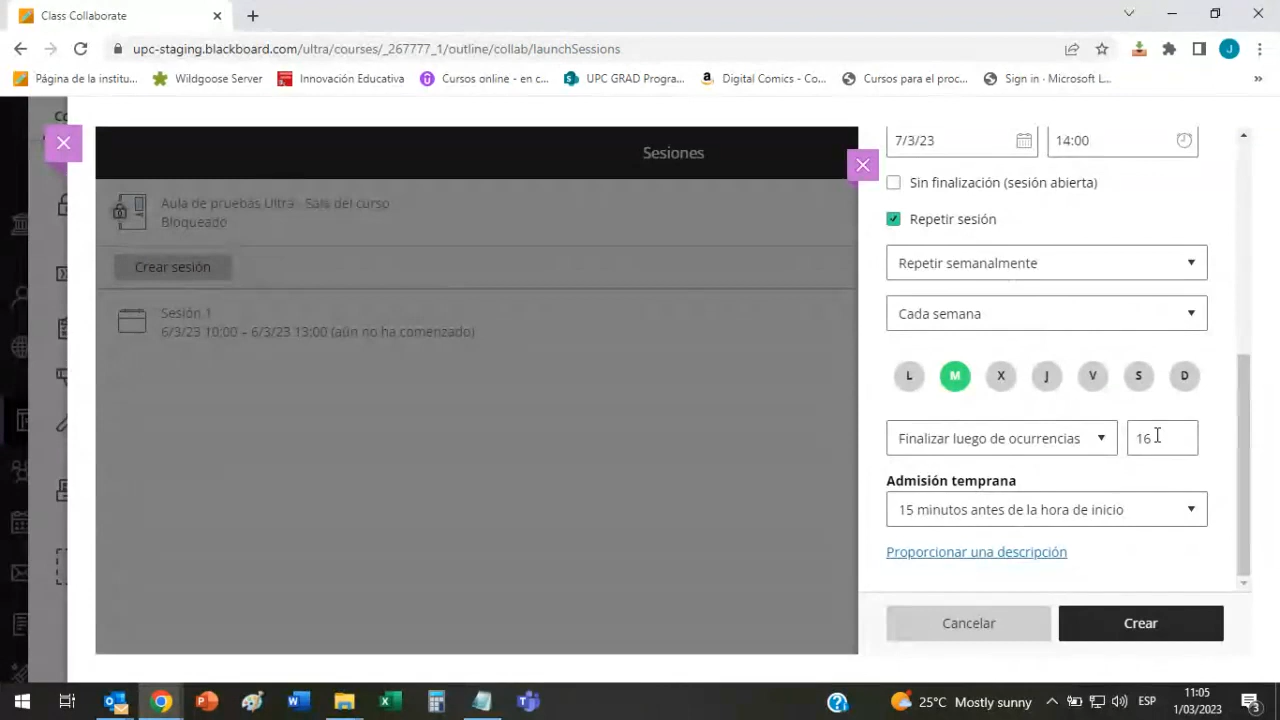 Class Collaborate
upc-staging.blackboard.com/ultra/courses/_267777_1/outline/collab/launchSessions
J
Página de la institu...
Wildgoose Server
Innovación Educativa
Cursos online - en c...
UPC GRAD Progra...
Digital Comics - Co...
Cursos para el proc...
Sign in · Microsoft L...
Co
Sesiones
Aula de pruebas Ultra - Sala del curso
Bloqueado
Crear sesión
Sesión 1
6/3/23 10:00 – 6/3/23 13:00 (aún no ha comenzado)
7/3/23
14:00
Sin finalización (sesión abierta)
Repetir sesión
Repetir semanalmente
Cada semana
L M X J V S D
Finalizar luego de ocurrencias
16
Admisión temprana
15 minutos antes de la hora de inicio
Proporcionar una descripción
Cancelar
Crear
25°C Mostly sunny
ESP
11:05
1/03/2023
3